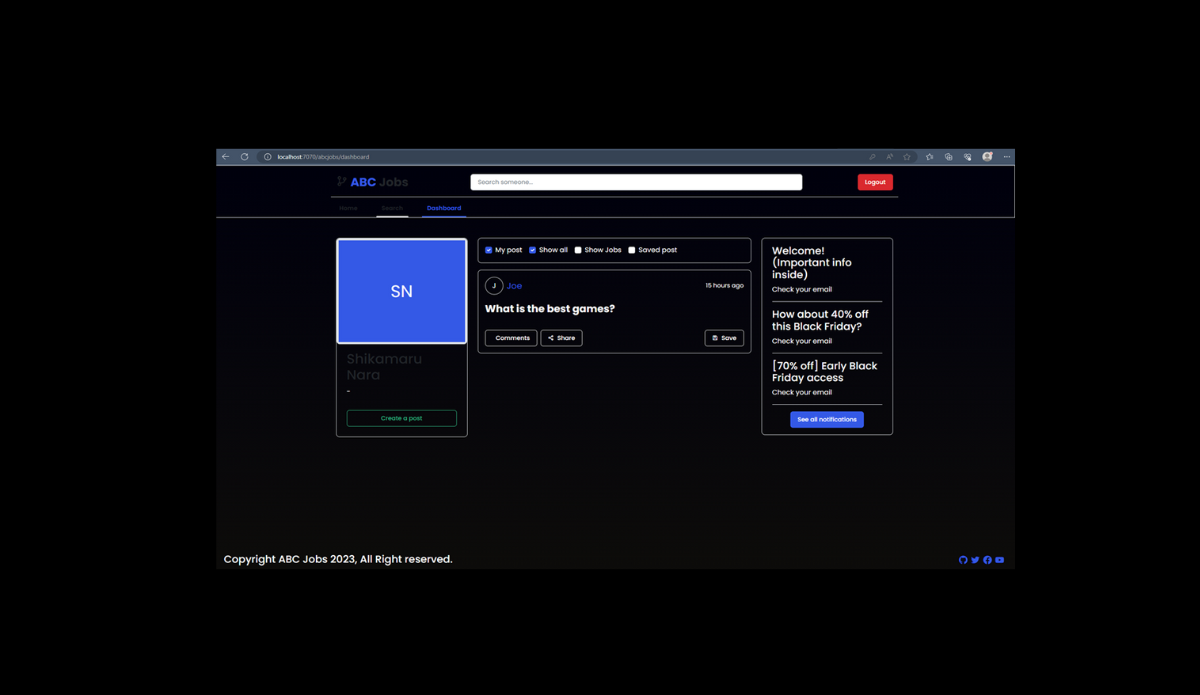 localhost:7070/abcjobs/dashboard
ABC Jobs
Search someone...
Logout
Home
Search
Dashboard
SN
Shikamaru
Nara
-
Create a post
My post
Show all
Show Jobs
Saved post
J
Joe
15 hours ago
What is the best games?
Comments
Share
Save
Welcome!
(Important info
inside)
Check your email
How about 40% off
this Black Friday?
Check your email
[70% off] Early Black
Friday access
Check your email
See all notifications
Copyright ABC Jobs 2023, All Right reserved.